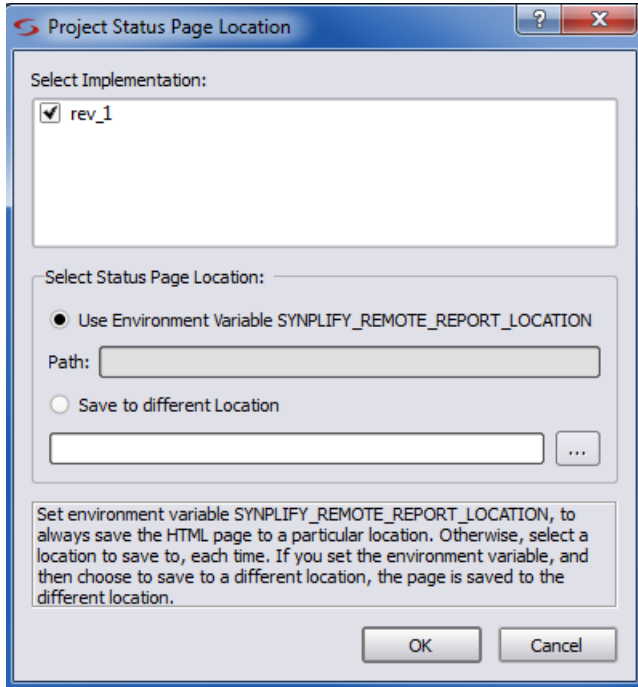 Project Status Page Location
Select Implementation:
rev_1
Select Status Page Location:
Use Environment Variable SYNPLIFY_REMOTE_REPORT_LOCATION
Path:
Save to different Location
...
Set environment variable SYNPLIFY_REMOTE_REPORT_LOCATION, to
always save the HTML page to a particular location. Otherwise, select a
location to save to, each time. If you set the environment variable, and
then choose to save to a different location, the page is saved to the
different location.
OK Cancel